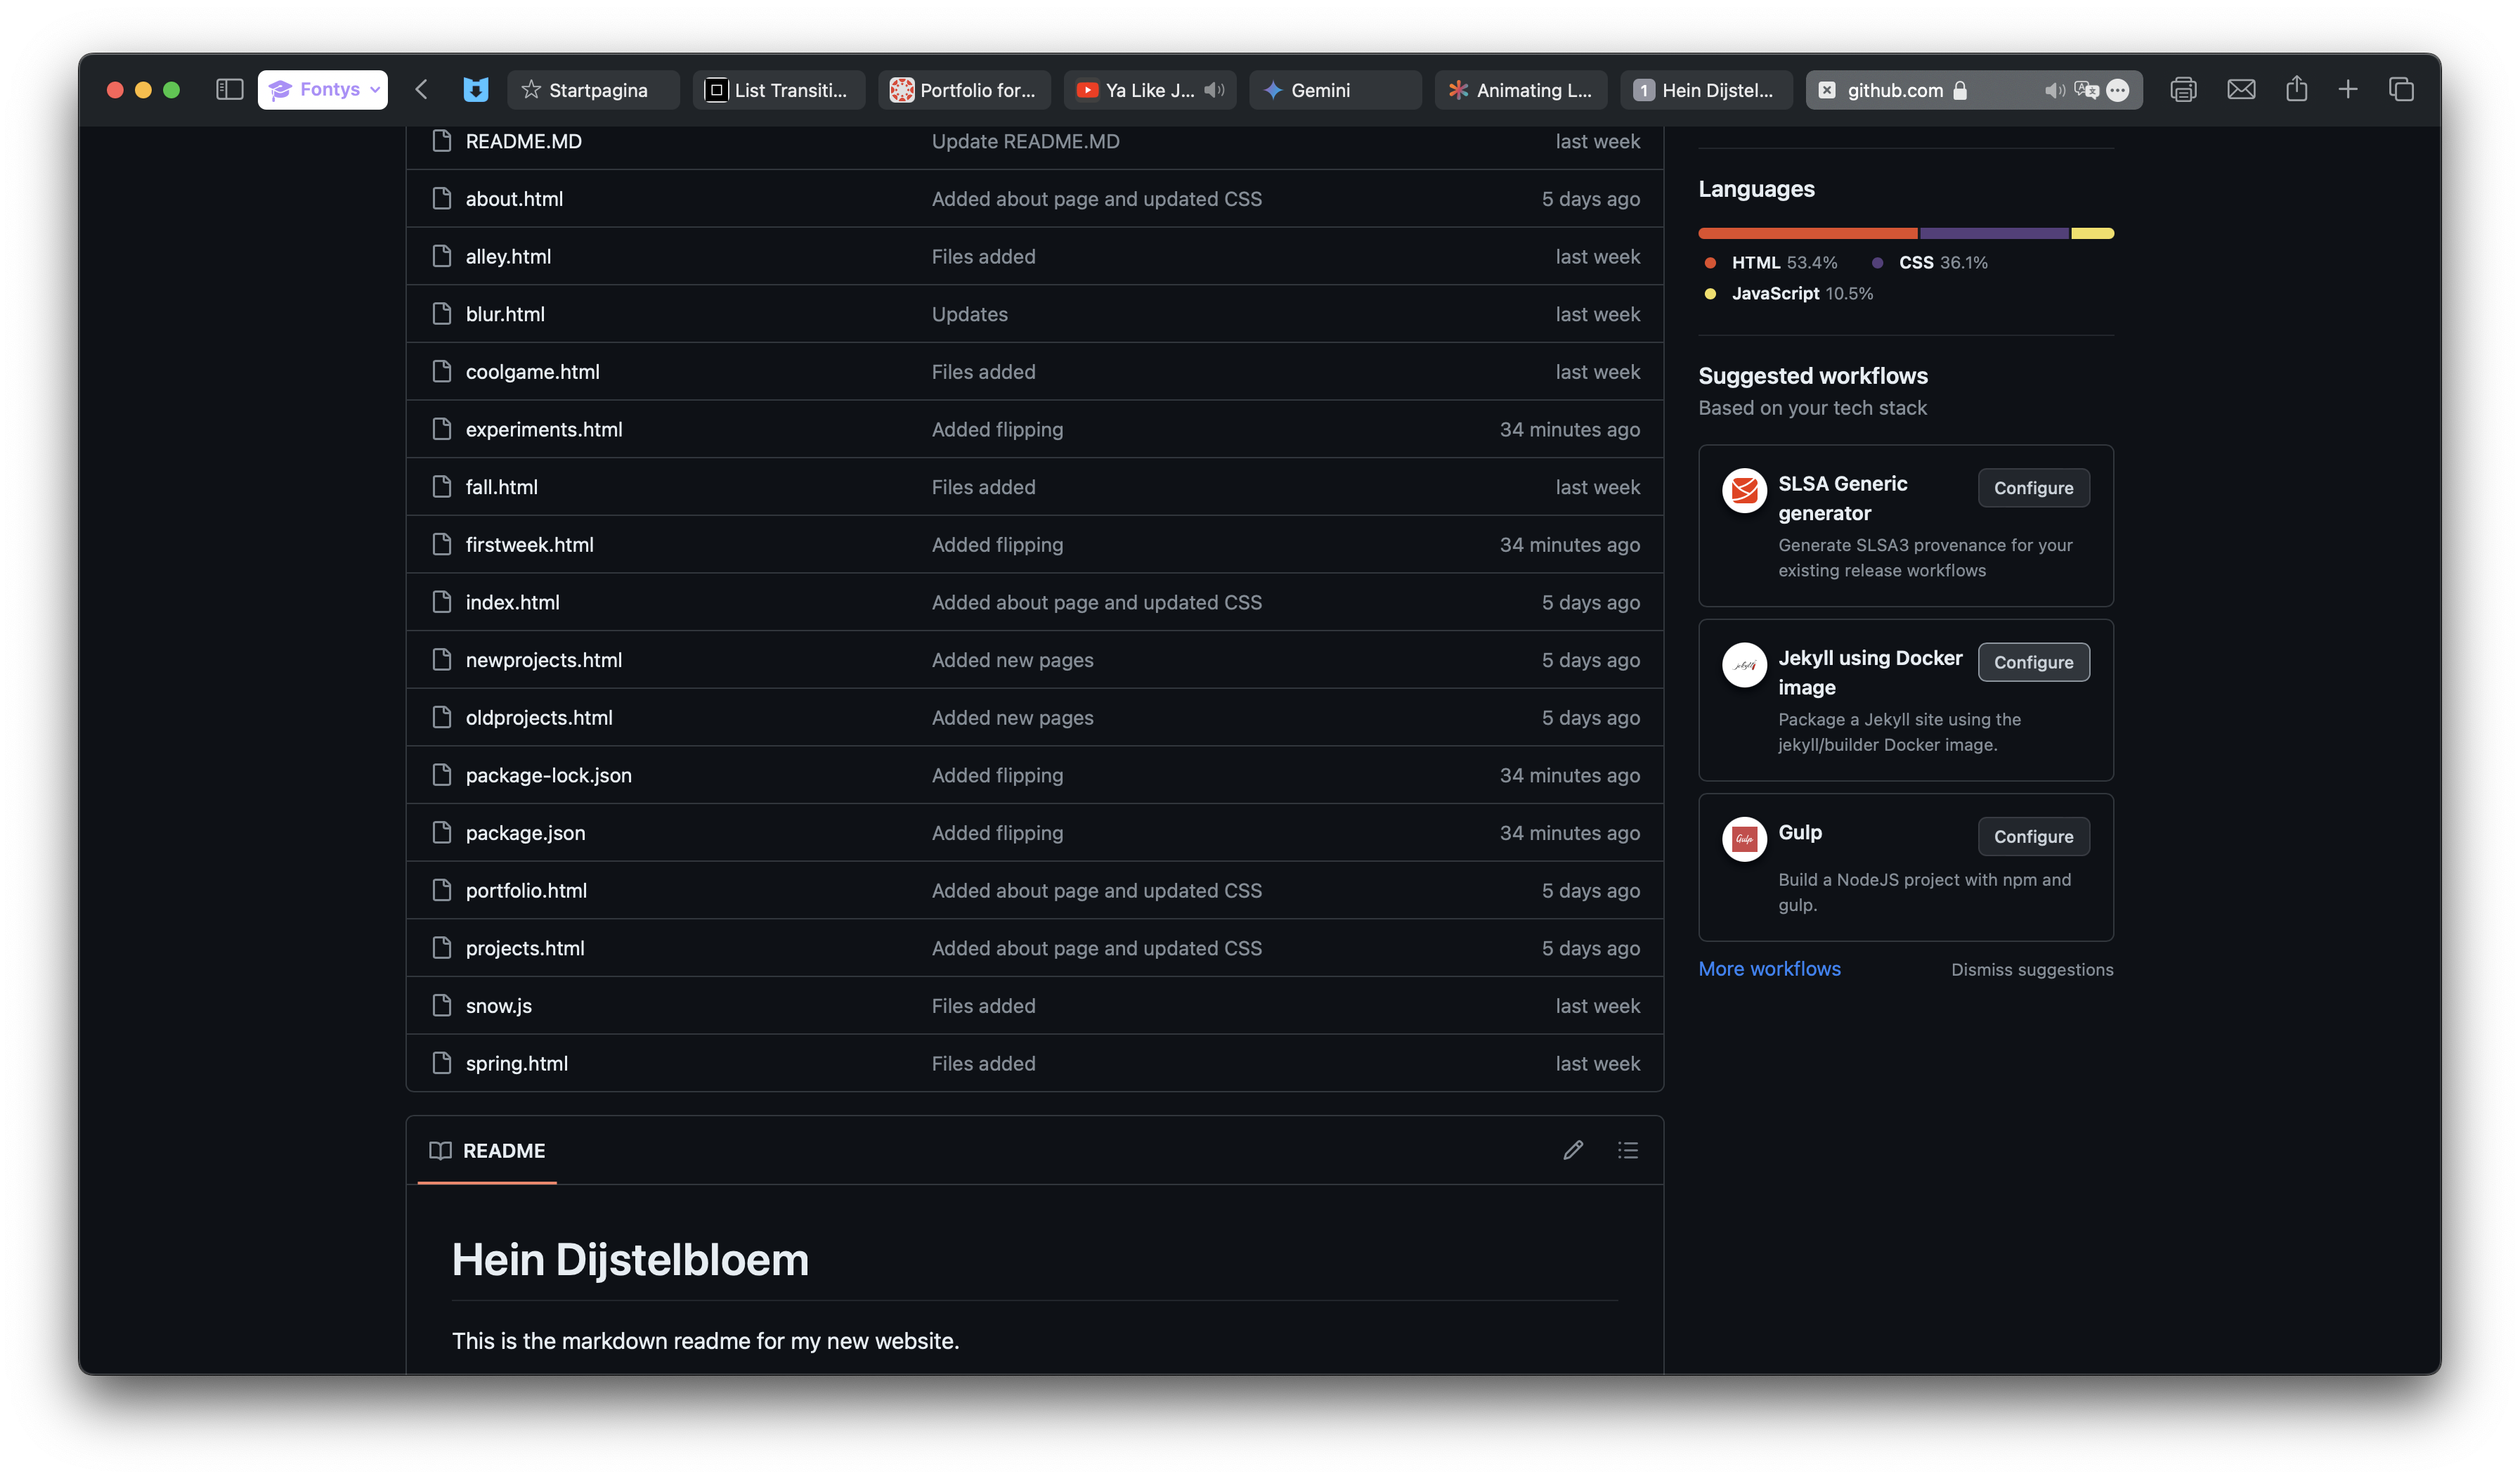 Fontys
Startpagina
List Transiti...
Portfolio for...
Ya Like J...
Gemini
Animating L...
1 Hein Dijstel...
github.com
README.MD Update README.MD last week
about.html Added about page and updated CSS 5 days ago
alley.html Files added last week
blur.html Updates last week
coolgame.html Files added last week
experiments.html Added flipping 34 minutes ago
fall.html Files added last week
firstweek.html Added flipping 34 minutes ago
index.html Added about page and updated CSS 5 days ago
newprojects.html Added new pages 5 days ago
oldprojects.html Added new pages 5 days ago
package-lock.json Added flipping 34 minutes ago
package.json Added flipping 34 minutes ago
portfolio.html Added about page and updated CSS 5 days ago
projects.html Added about page and updated CSS 5 days ago
snow.js Files added last week
spring.html Files added last week
README
Hein Dijstelbloem
This is the markdown readme for my new website.
Languages
HTML 53.4% CSS 36.1%
JavaScript 10.5%
Suggested workflows
Based on your tech stack
SLSA Generic
generator
Configure
Generate SLSA3 provenance for your
existing release workflows
jekyll
Jekyll using Docker
image
Configure
Package a Jekyll site using the
jekyll/builder Docker image.
Gulp
Gulp
Configure
Build a NodeJS project with npm and
gulp.
More workflows Dismiss suggestions